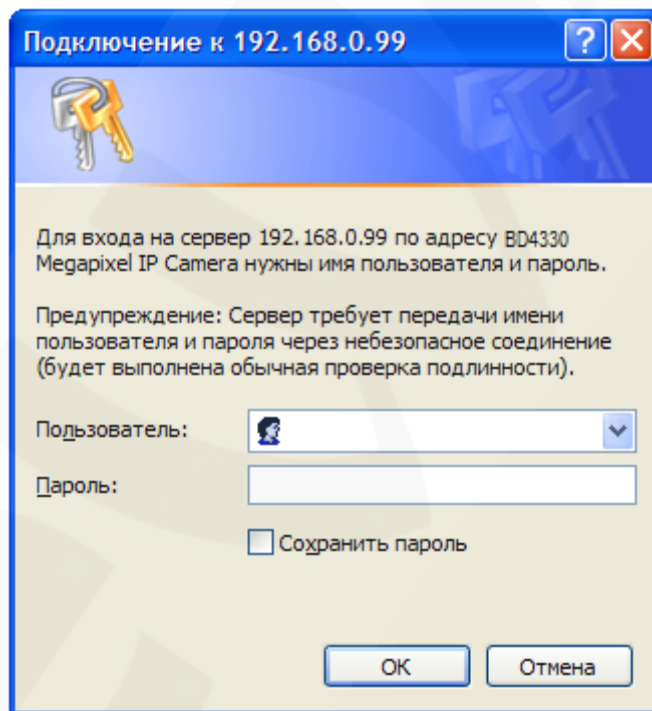 Подключение к 192.168.0.99
Для входа на сервер 192.168.0.99 по адресу BD4330
Megapixel IP Camera нужны имя пользователя и пароль.
Предупреждение: Сервер требует передачи имени
пользователя и пароля через небезопасное соединение
(будет выполнена обычная проверка подлинности).
Пользователь:
Пароль:
Сохранить пароль
ОК
Отмена